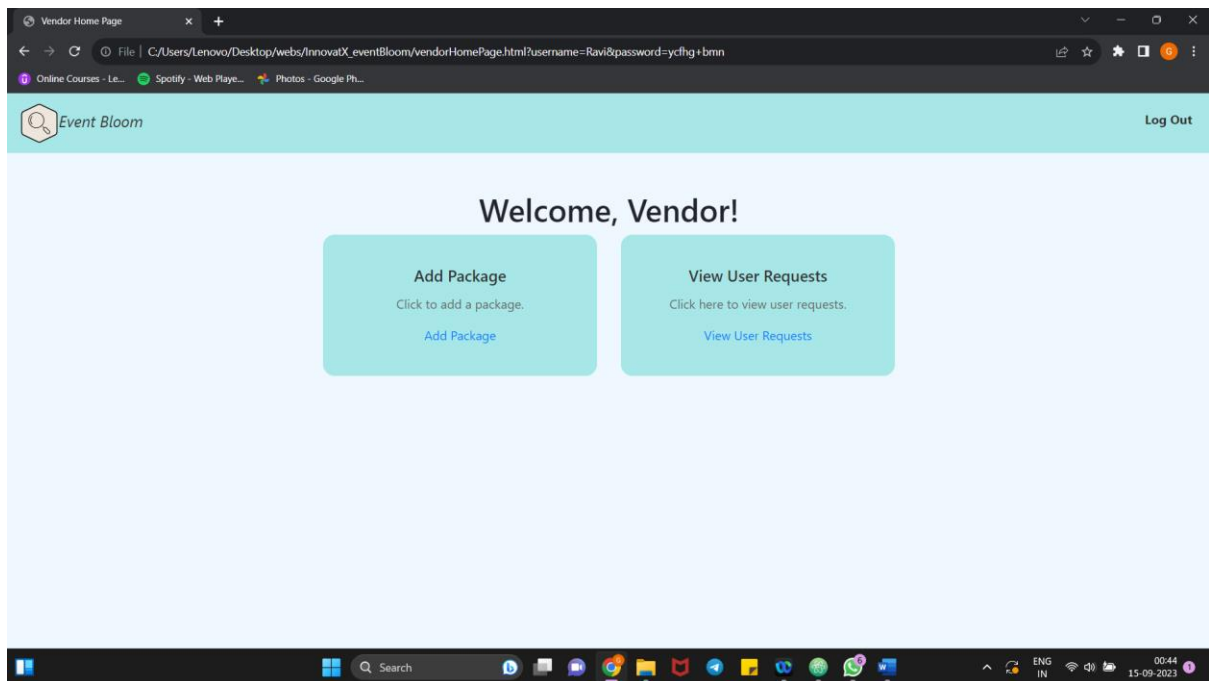 Vendor Home Page
File | C:/Users/Lenovo/Desktop/webs/InnovatX_eventBloom/vendorHomePage.html?username=Ravi&password=ycfhg+bmn
G
Online Courses - Le... Spotify - Web Playe... Photos - Google Ph...
Event Bloom Log Out
Welcome, Vendor!
Add Package View User Requests
Click to add a package. Click here to view user requests.
Add Package View User Requests
Search
6
ENG
IN
00:44
15-09-2023
1